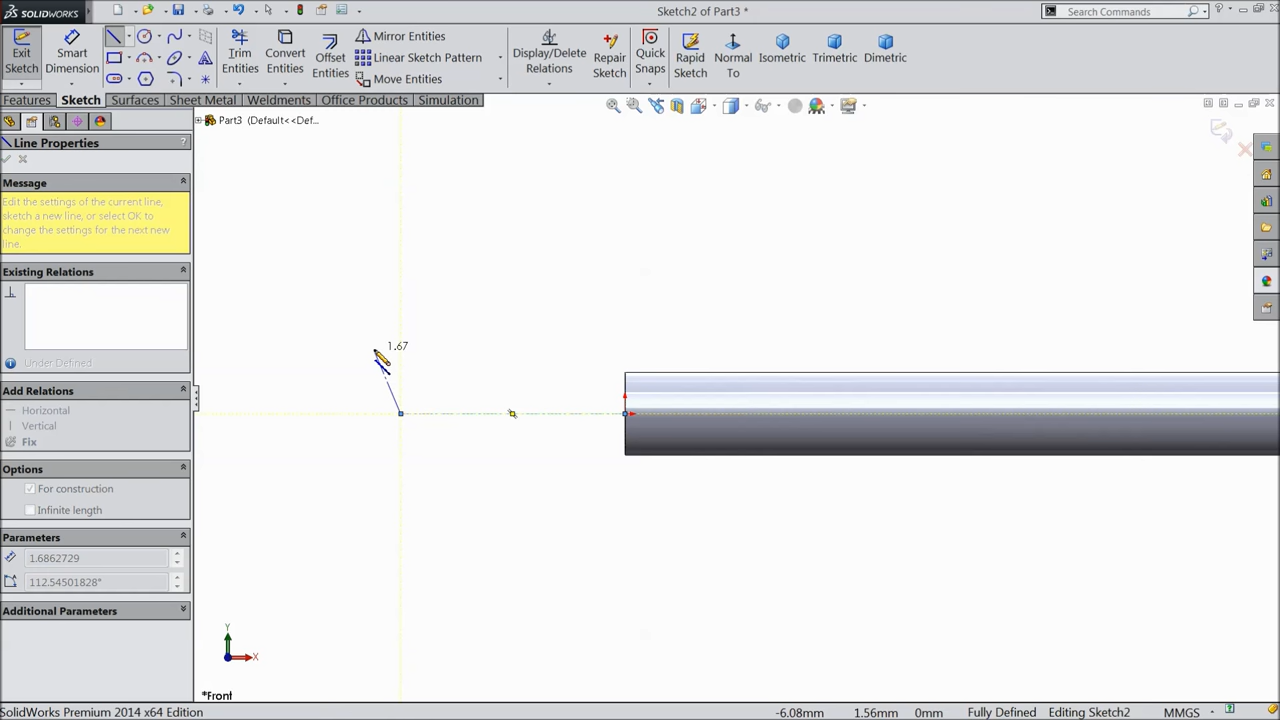 SOLIDWORKS
Sketch2 of Part3 *
Search Commands
?
Exit Sketch
Smart Dimension
Trim Entities
Convert Entities
Offset Entities
Mirror Entities
Linear Sketch Pattern
Move Entities
Display/Delete Relations
Repair Sketch
Quick Snaps
Rapid Sketch
Normal To
Isometric
Trimetric
Dimetric
Features
Sketch
Surfaces
Sheet Metal
Weldments
Office Products
Simulation
Part3 (Default<<Def...
Line Properties
?
Message
Edit the settings of the current line,
sketch a new line, or select OK to
change the settings for the next new
line.
Existing Relations
Under Defined
Add Relations
Horizontal
Vertical
Fix
Options
For construction
Infinite length
Parameters
1.6862729
112.54501828°
Additional Parameters
1.67
Y
X
*Front
SolidWorks Premium 2014 x64 Edition
-6.08mm
1.56mm
0mm
Fully Defined
Editing Sketch2
MMGS
?